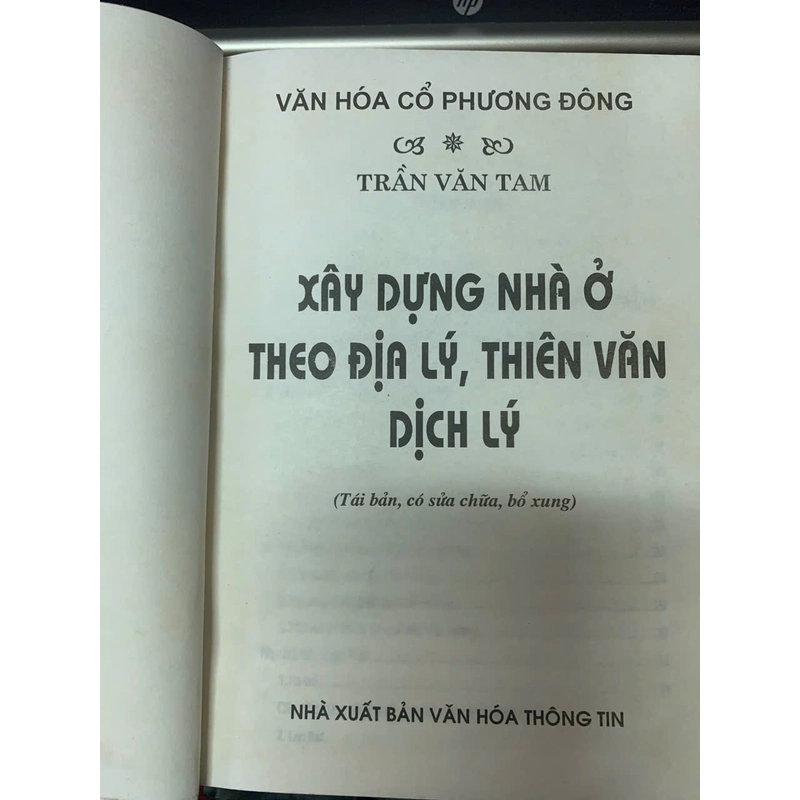 hp
VĂN HÓA CỔ PHƯƠNG ĐÔNG
TRẦN VĂN TAM
XÂY DỰNG NHÀ Ở
THEO ĐỊA LÝ, THIÊN VĂN
DỊCH LÝ
(Tái bản, có sửa chữa, bổ xung)
NHÀ XUẤT BẢN VĂN HÓA THÔNG TIN